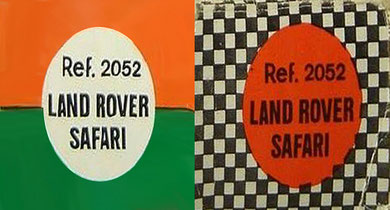 Ref. 2052
LAND ROVER
SAFARI
Ref. 2052
LAND ROVER
SAFARI